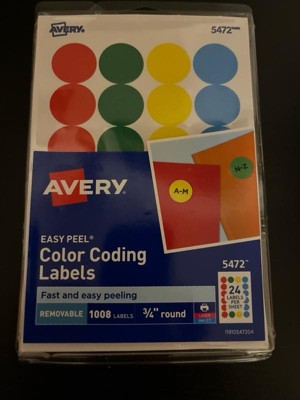 AVERY
5472
AVERY
EASY PEEL®
Color Coding
Labels
Fast and easy peeling
REMOVABLE 1008 LABELS 3/4" round
A-M
N-Z
5472™
24
LABELS
PER
SHEET